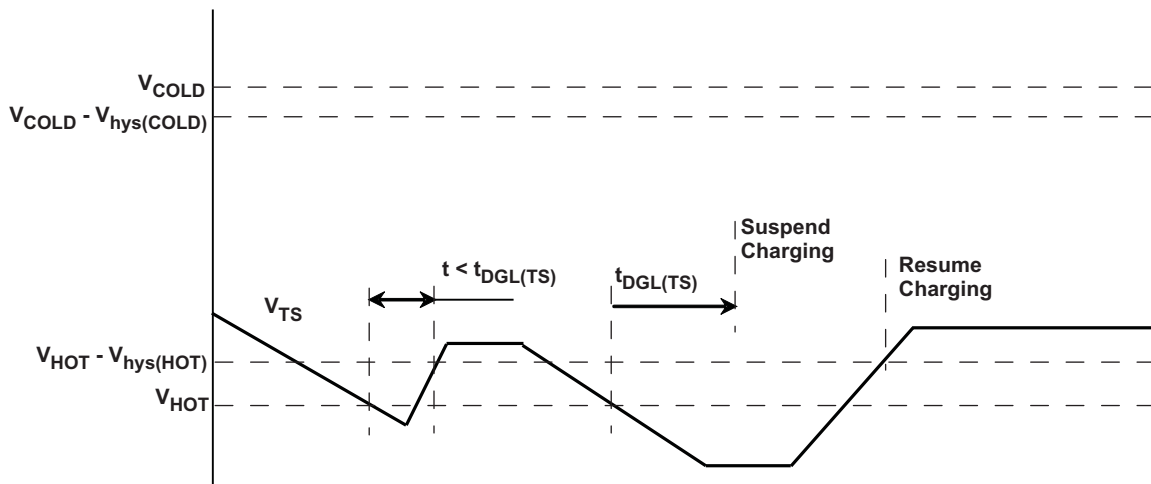 V_COLD
V_COLD - V_hys(COLD)
Suspend
Charging
t < t_DGL(TS)
t_DGL(TS)
Resume
Charging
V_TS
V_HOT - V_hys(HOT)
V_HOT